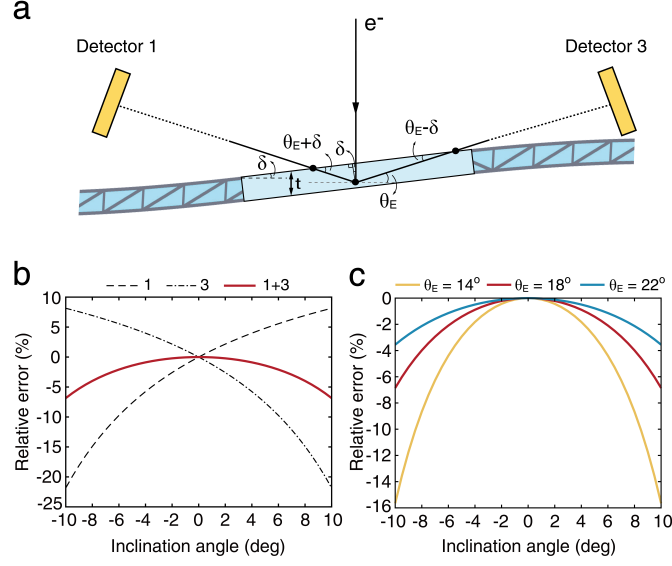 a
e-
Detector 1
Detector 3
θE+δ
δ
θE-δ
δ
t
θE
b
1
3
1+3
10
5
0
-5
-10
-15
-20
-25
Relative error (%)
-10 -8 -6 -4 -2 0 2 4 6 8 10
Inclination angle (deg)
c
θE = 14o
θE = 18o
θE = 22o
0
-2
-4
-6
-8
-10
-12
-14
-16
Relative error (%)
-10 -8 -6 -4 -2 0 2 4 6 8 10
Inclination angle (deg)